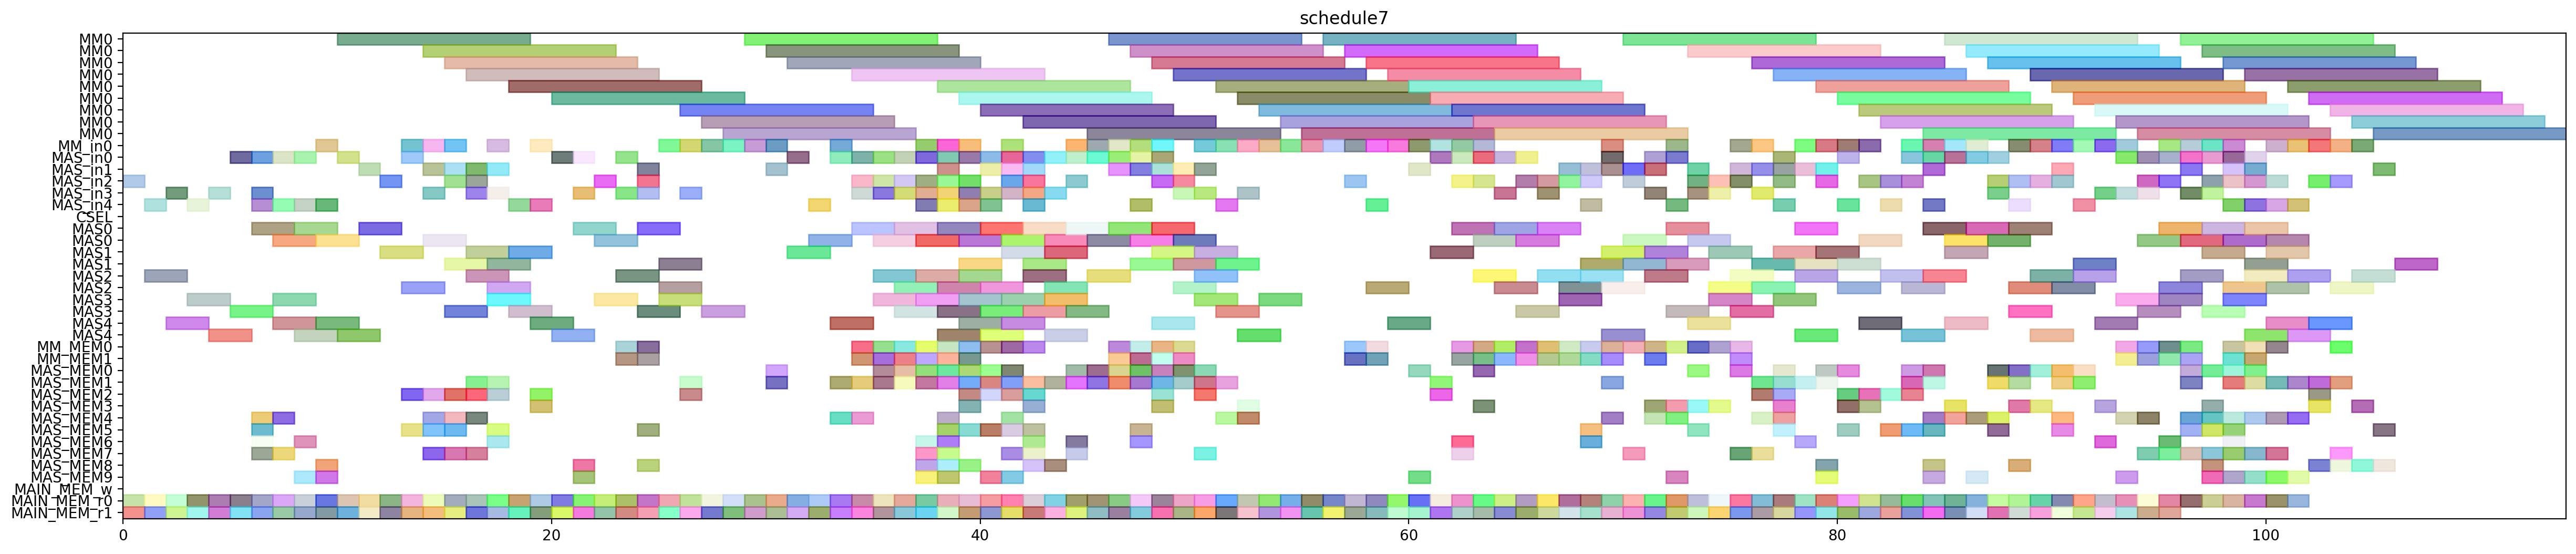 schedule7
MM0
MM0
MM0
MM0
MM0
MM0
MM0
MM0
MM0
MM_in0
MAS_in0
MAS_in1
MAS_in2
MAS_in3
MAS_in4
CSEL
MAS0
MAS0
MAS1
MAS1
MAS2
MAS2
MAS3
MAS3
MAS4
MAS4
MM_MEM0
MM_MEM1
MAS_MEM0
MAS_MEM1
MAS_MEM2
MAS_MEM3
MAS_MEM4
MAS_MEM5
MAS_MEM6
MAS_MEM7
MAS_MEM8
MAS_MEM9
MAIN_MEM_w
MAIN_MEM_r0
MAIN_MEM_r1
0 20 40 60 80 100